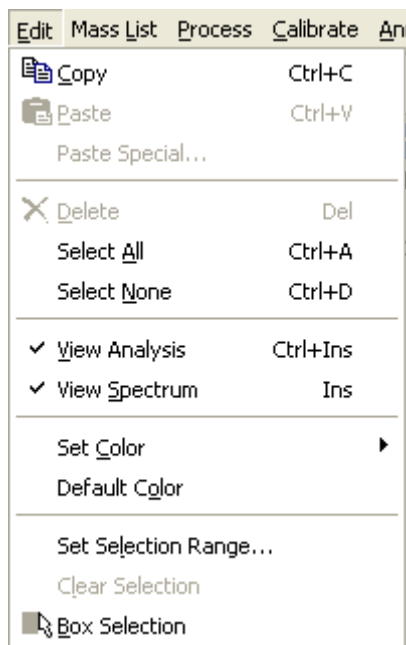 Edit Mass List Process Calibrate An
Copy Ctrl+C
Paste Ctrl+V
Paste Special...
Delete Del
Select All Ctrl+A
Select None Ctrl+D
View Analysis Ctrl+Ins
View Spectrum Ins
Set Color
Default Color
Set Selection Range...
Clear Selection
Box Selection